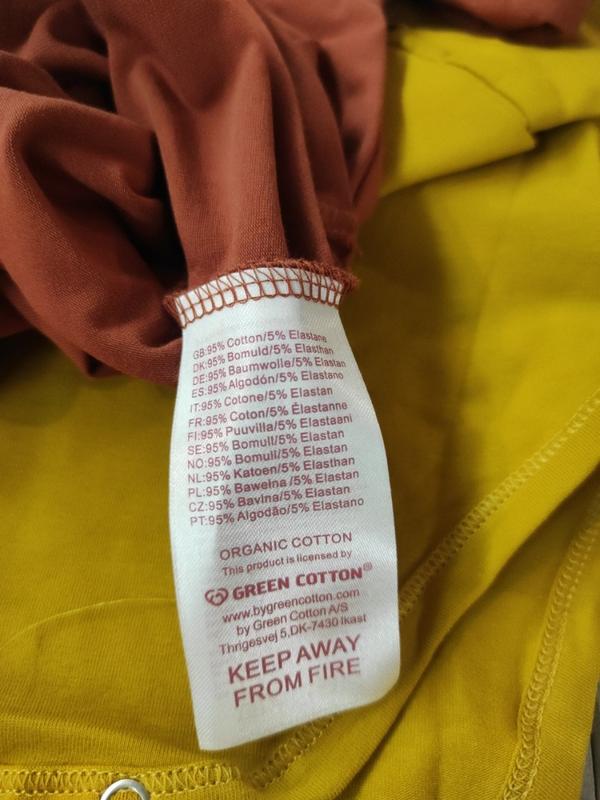 GB:95% Cotton/5% Elastane
DK:95% Bomuld/5% Elasthan
DE:95% Baumwolle/5% Elastan
ES:95% Algodón/5% Elastano
IT:95% Cotone/5% Elastan
FR:95% Coton/5% Élastanne
FI:95% Puuvilla/5% Elastaani
SE:95% Bomull/5% Elastan
NO:95% Bomull/5% Elastan
NL:95% Katoen/5% Elasthan
PL:95% Bawełna /5% Elastan
CZ:95% Bavlna/5% Elastan
PT:95% Algodão/5% Elastano
ORGANIC COTTON
This product is licensed by
GREEN COTTON®
www.bygreencotton.com
by Green Cotton A/S
Thrigesvej 5,DK-7430 Ikast
KEEP AWAY
FROM FIRE